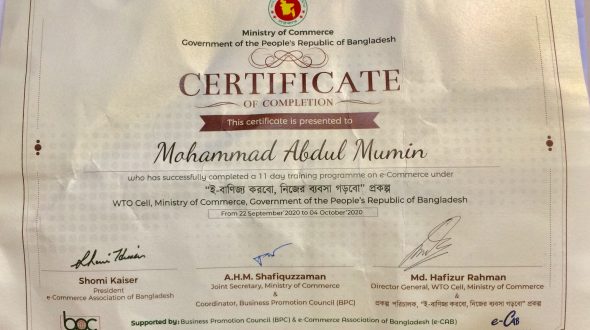 Ministry of Commerce
Government of the People's Republic of Bangladesh
CERTIFICATE
OF COMPLETION
This certificate is presented to
Mohammad Abdul Mumin
who has successfully completed a 11 day training programme on e-Commerce under
"ই-বাণিজ্য করবো, নিজের ব্যবসা গড়বো" প্রকল্প
WTO Cell, Ministry of Commerce, Government of the People's Republic of Bangladesh
From 22 September 2020 to 04 October'2020
Shomi Kaiser
President
e-Commerce Association of Bangladesh
A.H.M. Shafiquzzaman
Joint Secretary, Ministry of Commerce
&
Coordinator, Business Promotion Council (BPC)
Md. Hafizur Rahman
Director General, WTO Cell, Ministry of Commerce
&
প্রকল্প পরিচালক, "ই-বাণিজ্য করবো, নিজের ব্যবসা গড়বো" প্রকল্প
bpc
Supported by: Business Promotion Council (BPC) & e-Commerce Association of Bangladesh (e-CAB)
e-CAB